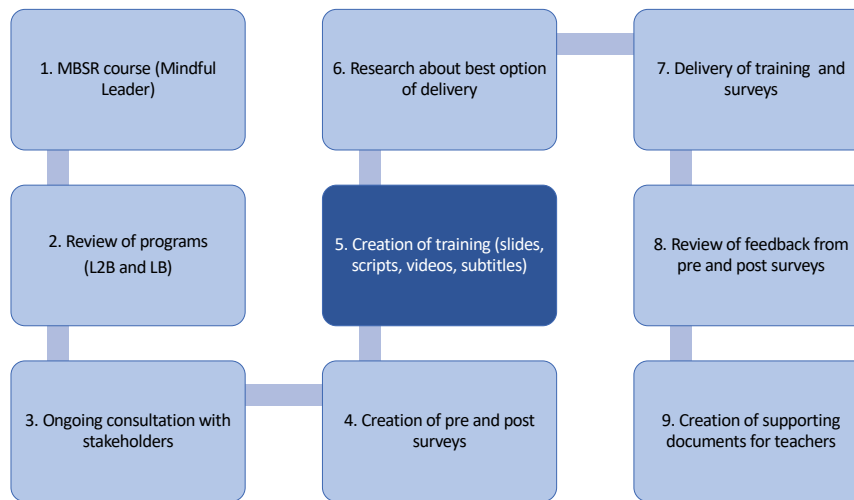 1. MBSR course (Mindful
Leader)
2. Review of programs
(L2B and LB)
3. Ongoing consultation with
stakeholders
4. Creation of pre and post
surveys
5. Creation of training (slides,
scripts, videos, subtitles)
6. Research about best option
of delivery
7. Delivery of training and
surveys
8. Review of feedback from
pre and post surveys
9. Creation of supporting
documents for teachers